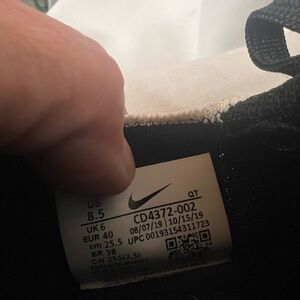 US
8.5
UK 6
EUR 40
cm 25.5
BR 38
CN 255(2.5)
CD4372-002
QT
08/07/19 10/15/19
UPC 00193154311723